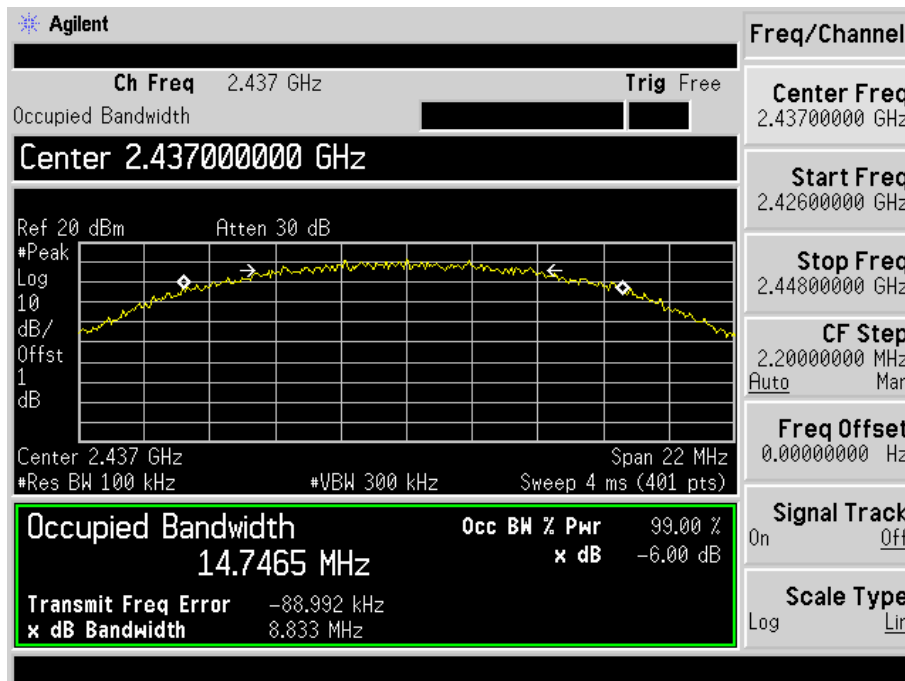 Agilent
Freq/Channel
Ch Freq 2.437 GHz Trig Free
Occupied Bandwidth
Center 2.437000000 GHz
Ref 20 dBm Atten 30 dB
#Peak
Log
10
dB/
Offst
1
dB
Center 2.437 GHz Span 22 MHz
#Res BW 100 kHz #VBW 300 kHz Sweep 4 ms (401 pts)
Occupied Bandwidth Occ BW % Pwr 99.00 %
14.7465 MHz x dB -6.00 dB
Transmit Freq Error -88.992 kHz
x dB Bandwidth 8.833 MHz
Center Freq
2.43700000 GHz
Start Freq
2.42600000 GHz
Stop Freq
2.44800000 GHz
CF Step
2.20000000 MHz
Auto Man
Freq Offset
0.00000000 Hz
Signal Track
On Off
Scale Type
Log Lin